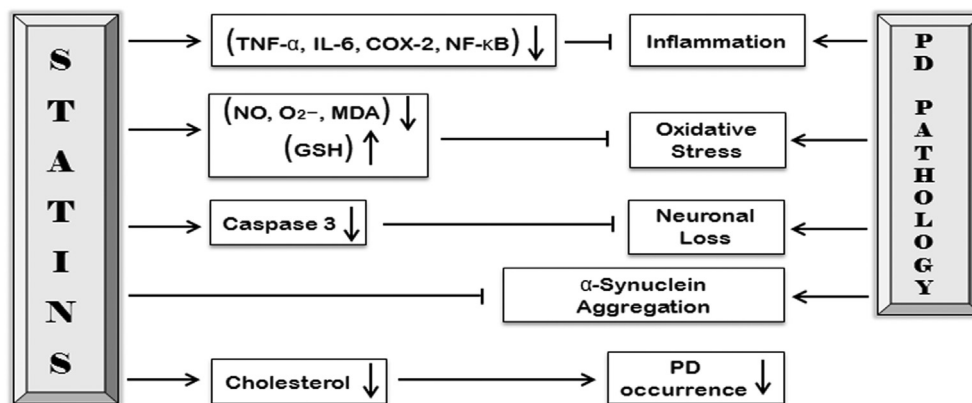 STATINS
(TNF-α, IL-6, COX-2, NF-κB) ↓
Inflammation
(NO, O₂−, MDA) ↓
(GSH) ↑
Oxidative
Stress
Caspase 3 ↓
Neuronal
Loss
α-Synuclein
Aggregation
Cholesterol ↓
PD
occurrence ↓
PD PATHOLOGY